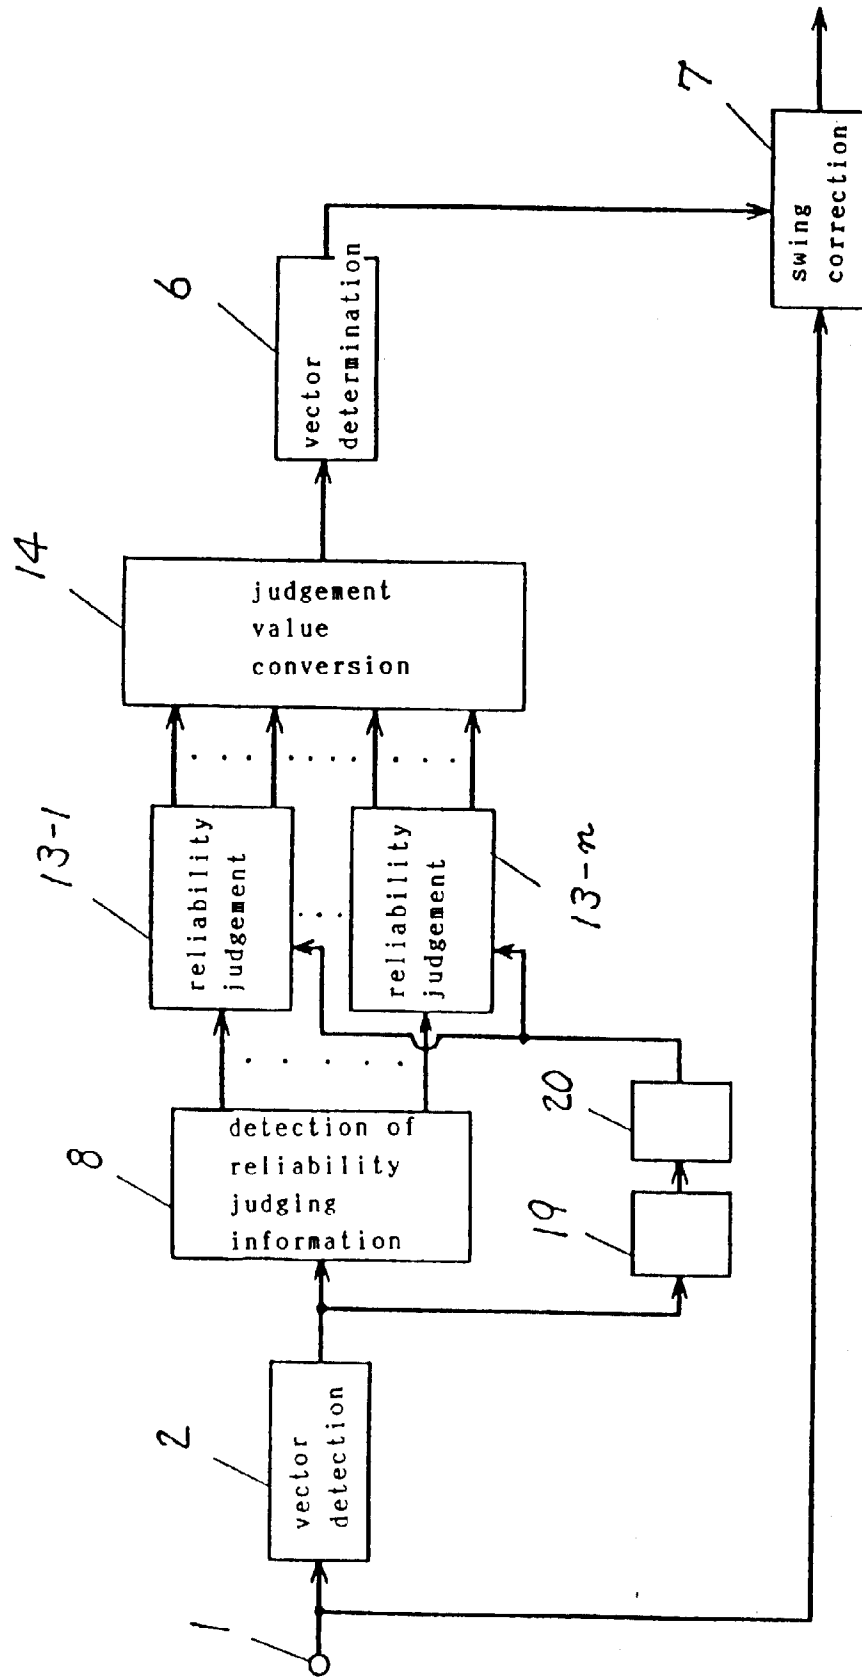 1
2
vector
detection
8
detection of
reliability
judging
information
19
20
13-1
reliability
judgement
13-n
reliability
judgement
14
judgement
value
conversion
6
vector
determination
7
swing
correction